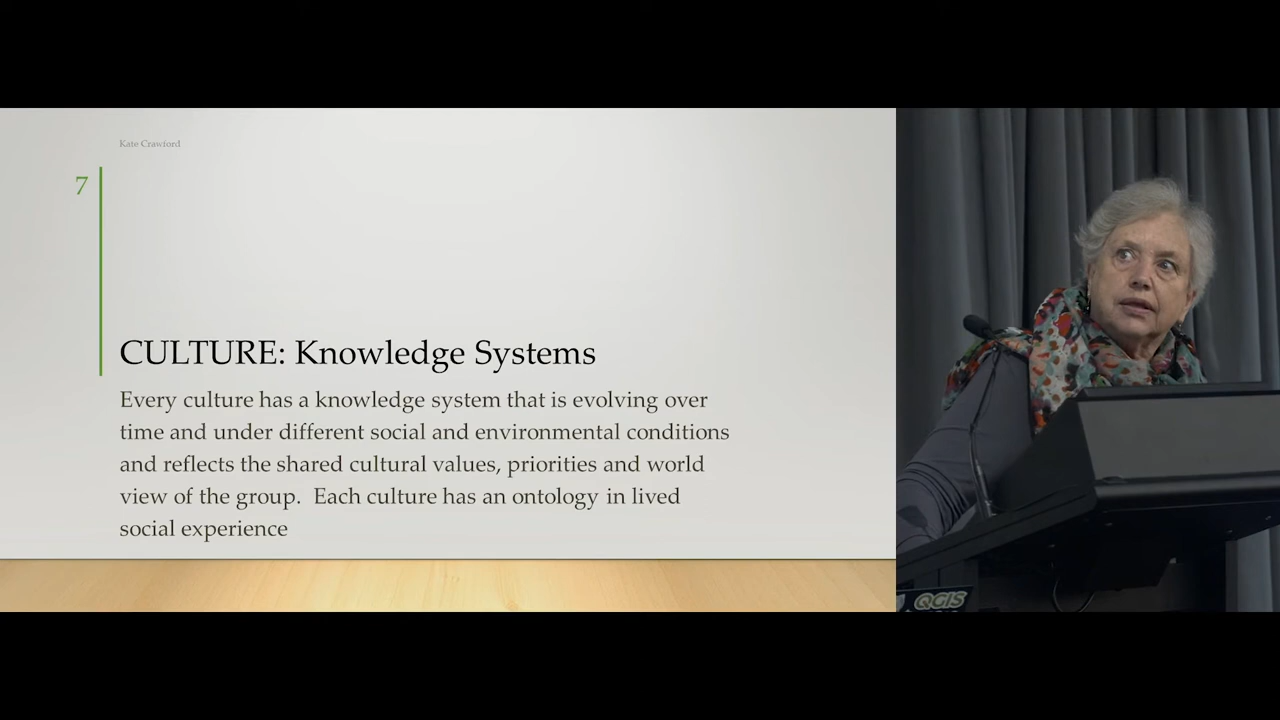 Kate Crawford
7
CULTURE: Knowledge Systems
Every culture has a knowledge system that is evolving over
time and under different social and environmental conditions
and reflects the shared cultural values, priorities and world
view of the group.  Each culture has an ontology in lived
social experience
QGIS